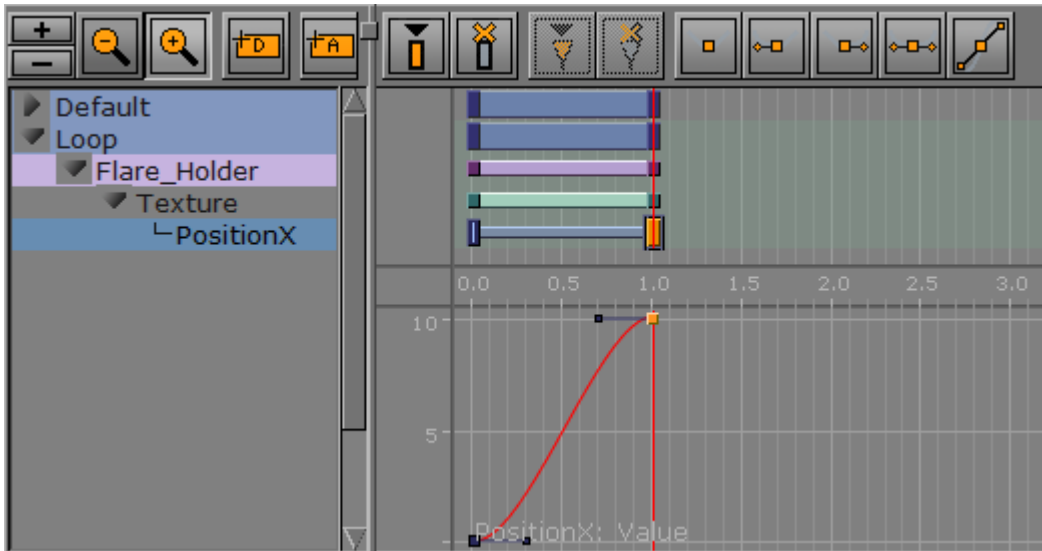 +
D
A
−
Default
Loop
Flare_Holder
Texture
PositionX
0.0 0.5 1.0 1.5 2.0 2.5 3.0
10
5
PositionX: Value